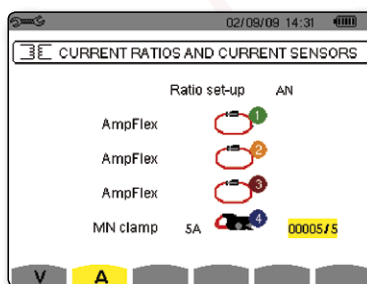 02/09/09 14:31
CURRENT RATIOS AND CURRENT SENSORS
Ratio set-up AN
AmpFlex 1
AmpFlex 2
AmpFlex 3
MN clamp 5A 4 00005/5
V A